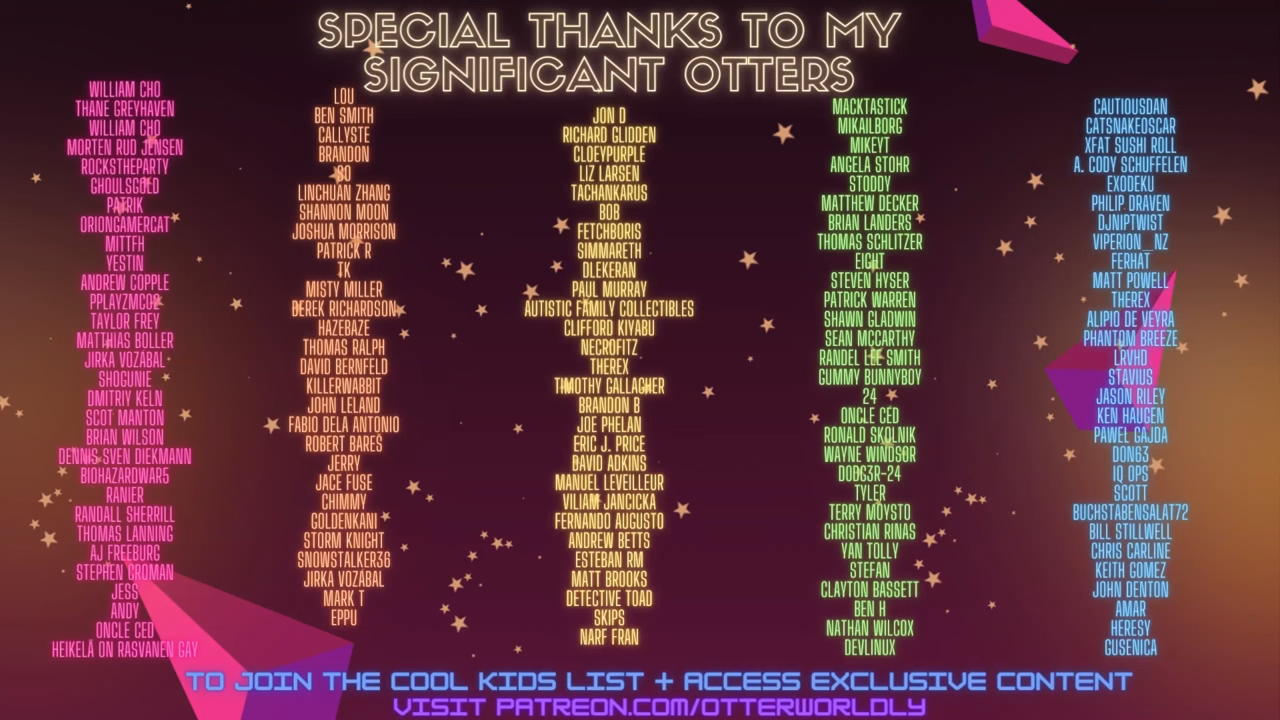 SPECIAL THANKS TO MY
SIGNIFICANT OTTERS
WILLIAM CHO
THANE GREYHAVEN
WILLIAM CHO
MORTEN RUD JENSEN
ROCKSTHEPARTY
GHOULSGOLD
PATRIK
ORIONGAMERCAT
MITTFH
YESTIN
ANDREW COPPLE
PPLAYZMC02
TAYLOR FREY
MATTHIAS BOLLER
JIRKA VOZÁBAL
SHOGUNIE
DMITRIY KELN
SCOT MANTON
BRIAN WILSON
DENNIS SVEN DIEKMANN
BIOHAZARDWAR5
RANIER
RANDALL SHERRILL
THOMAS LANNING
AJ FREEBURG
STEPHEN CROMAN
JESS
ANDY
ONCLE CED
HEIKELÄ ON RASVANEN GAY
LOU
BEN SMITH
CALLYSTE
BRANDON
BO
LINCHUAN ZHANG
SHANNON MOON
JOSHUA MORRISON
PATRICK R
TK
MISTY MILLER
DEREK RICHARDSON
HAZEBAZE
THOMAS RALPH
DAVID BERNFELD
KILLERWABBIT
JOHN LELAND
FABIO DELA ANTONIO
ROBERT BAREŠ
JERRY
JACE FUSE
CHIMMY
GOLDENKANI
STORM KNIGHT
SNOWSTALKER36
JIRKA VOZÁBAL
MARK T
EPPU
JON D
RICHARD GLIDDEN
CLOEYPURPLE
LIZ LARSEN
TACHANKARUS
BOB
FETCHBORIS
SIMMARETH
DLEKERAN
PAUL MURRAY
AUTISTIC FAMILY COLLECTIBLES
CLIFFORD KIYABU
NECROFITZ
THEREX
TIMOTHY GALLAGHER
BRANDON B
JOE PHELAN
ERIC J. PRICE
DAVID ADKINS
MANUEL LEVEILLEUR
VILIAM JANCICKA
FERNANDO AUGUSTO
ANDREW BETTS
ESTEBAN RM
MATT BROOKS
DETECTIVE TOAD
SKIPS
NARF FRAN
MACKTASTICK
MIKAILBORG
MIKEYT
ANGELA STOHR
STODDY
MATTHEW DECKER
BRIAN LANDERS
THOMAS SCHLITZER
EIGHT
STEVEN HYSER
PATRICK WARREN
SHAWN GLADWIN
SEAN MCCARTHY
RANDEL LEE SMITH
GUMMY BUNNYBOY
24
ONCLE CÉD
RONALD SKOLNIK
WAYNE WINDSOR
DODG3R-24
TYLER
TERRY MOYSTO
CHRISTIAN RINAS
YAN TOLLY
STEFAN
CLAYTON BASSETT
BEN H
NATHAN WILCOX
DEVLINUX
CAUTIOUSDAN
CATSNAKEOSCAR
XFAT SUSHI ROLL
A. CODY SCHUFFELEN
EXODEKU
PHILIP DRAVEN
DJNIPTWIST
VIPERION_NZ
FERHAT
MATT POWELL
THEREX
ALIPIO DE VEYRA
PHANTOM BREEZE
LRVHD
STAVIUS
JASON RILEY
KEN HAUGEN
PAWEL GAJDA
DON63
IQ OPS
SCOTT
BUCHSTABENSALAT72
BILL STILLWELL
CHRIS CARLINE
KEITH GOMEZ
JOHN DENTON
AMAR
HERESY
GUSENICA
TO JOIN THE COOL KIDS LIST + ACCESS EXCLUSIVE CONTENT
VISIT PATREON.COM/OTTERWORLDLY